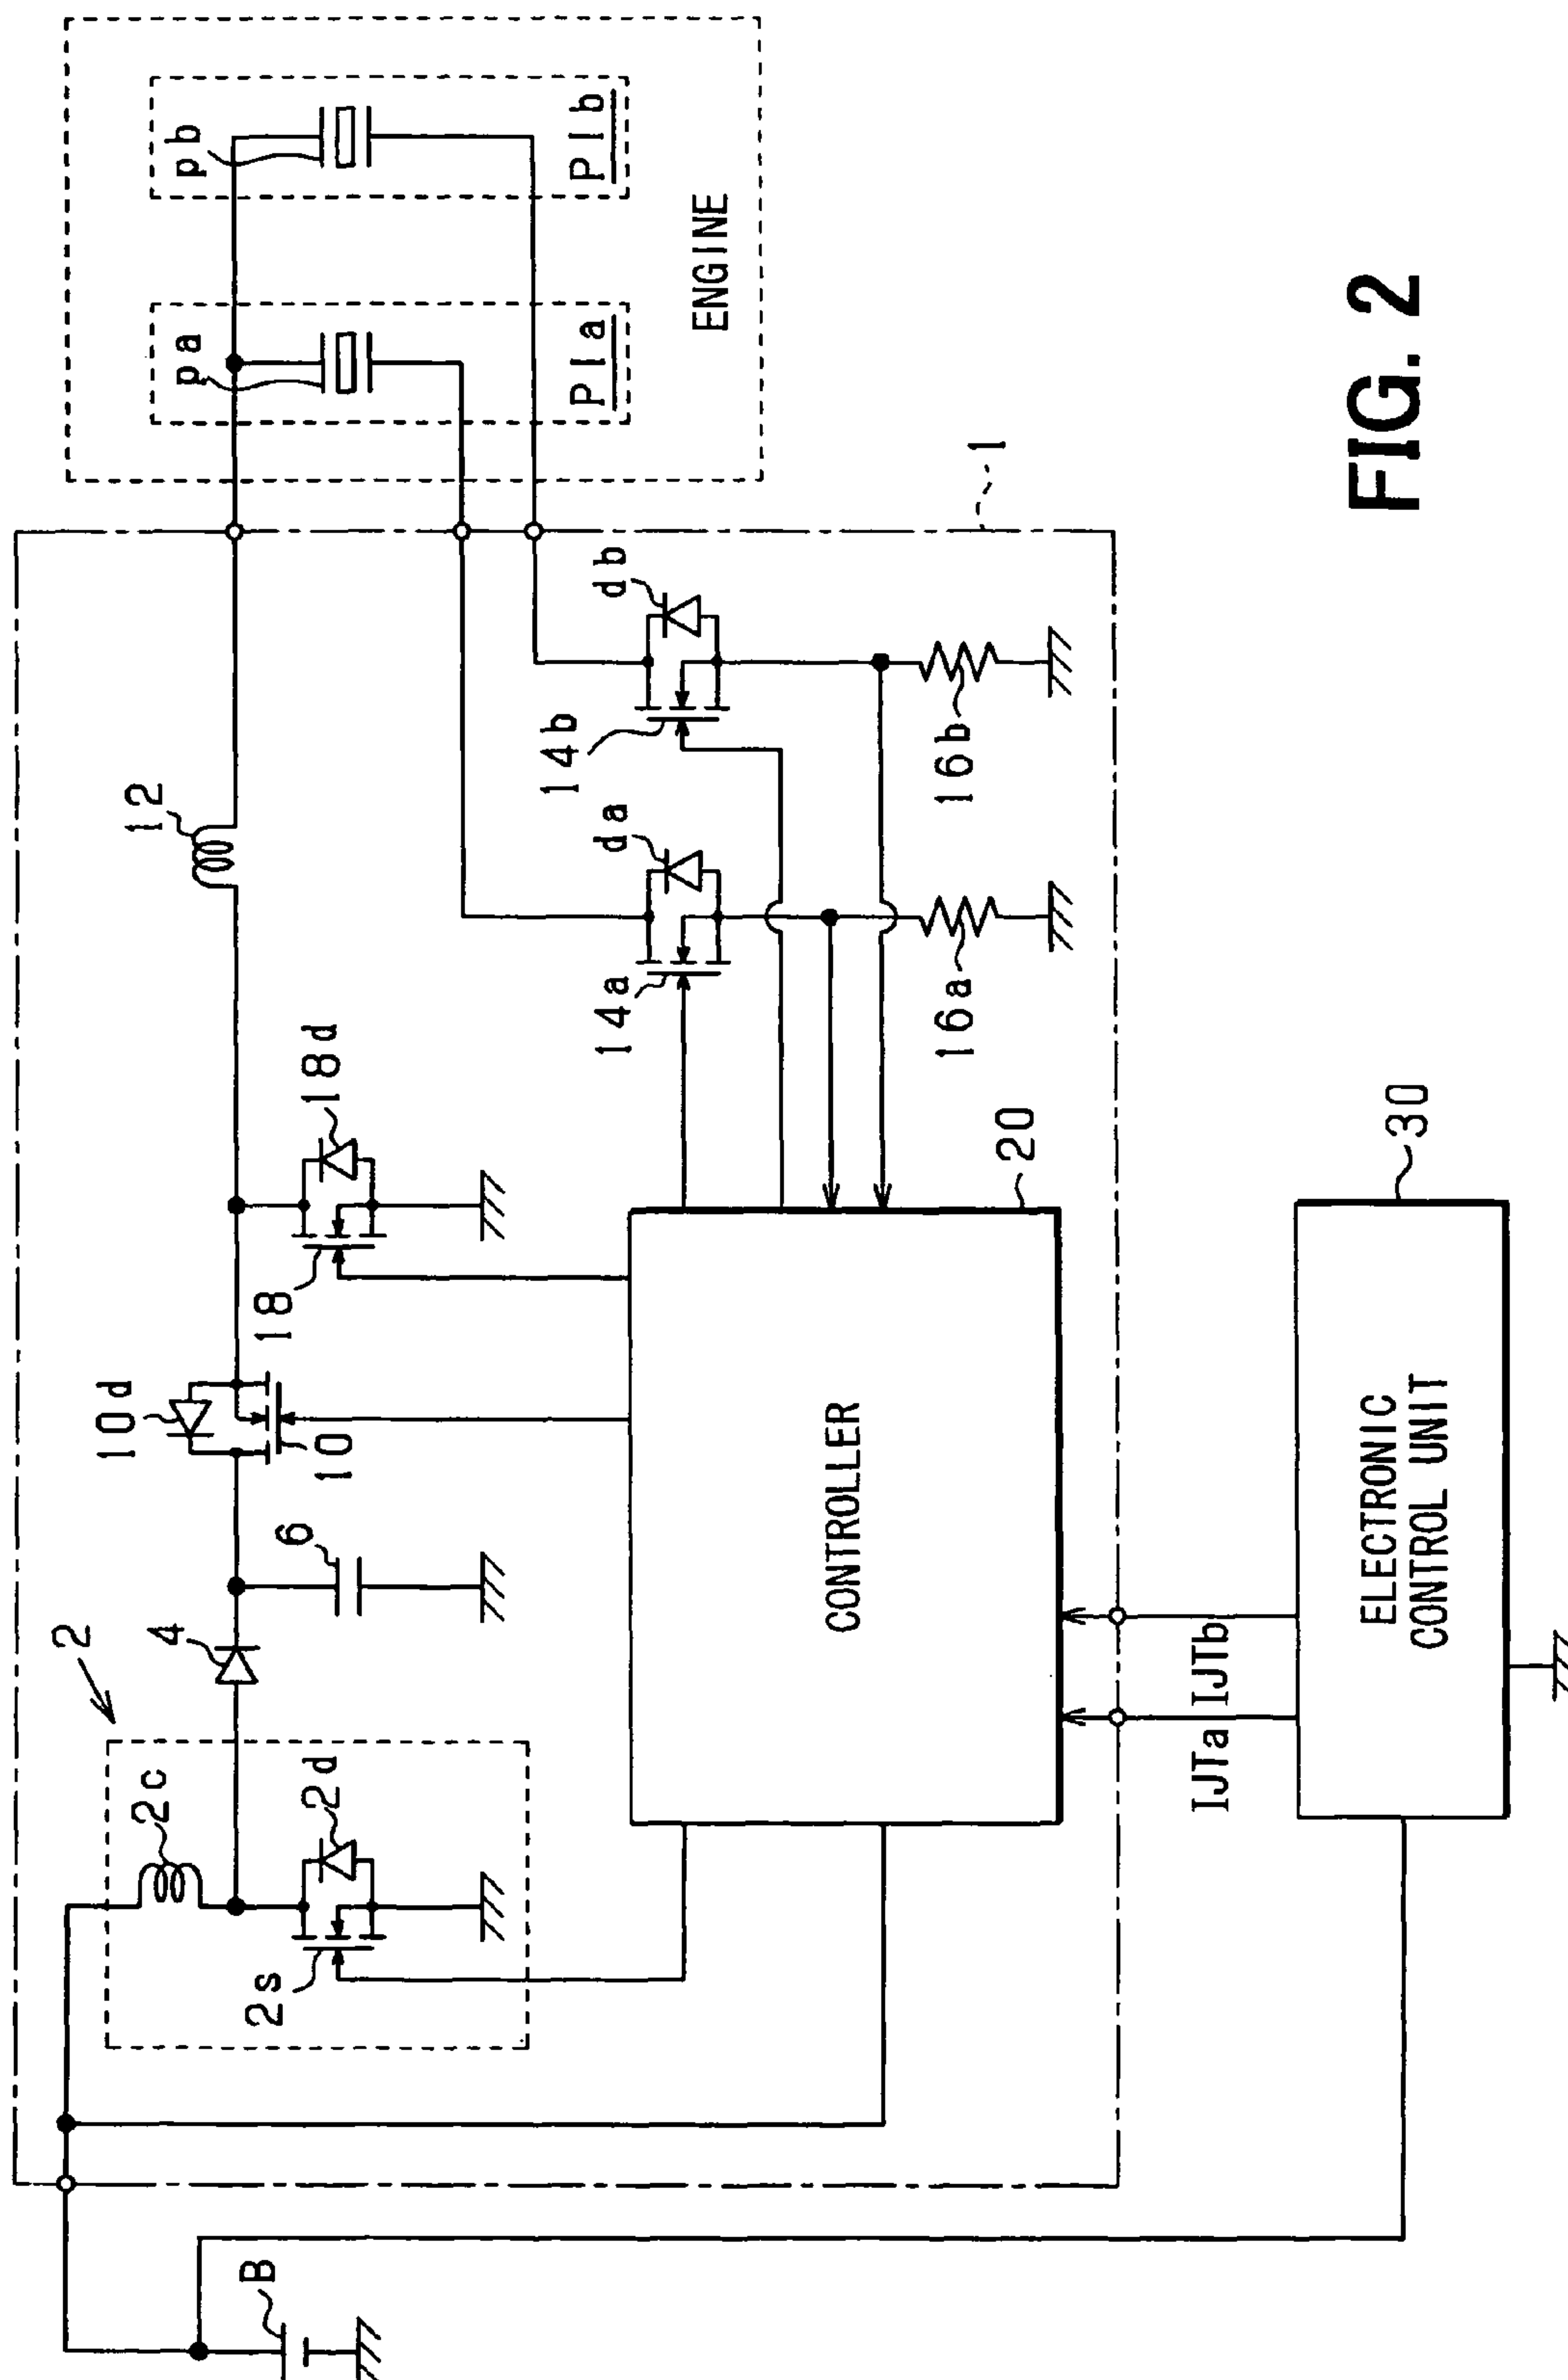 2
2c
2d
2s
4
6
10d
10
18
18d
12
14a
da
14b
db
16a
16b
pa
PIa
pb
PIb
ENGINE
1
CONTROLLER
20
B
IJTa
IJTb
ELECTRONIC
CONTROL UNIT
30
FIG. 2